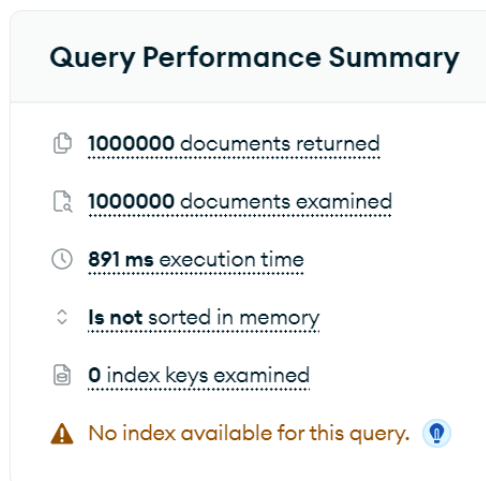 Query Performance Summary
1000000 documents returned
1000000 documents examined
891 ms execution time
Is not sorted in memory
0 index keys examined
No index available for this query.